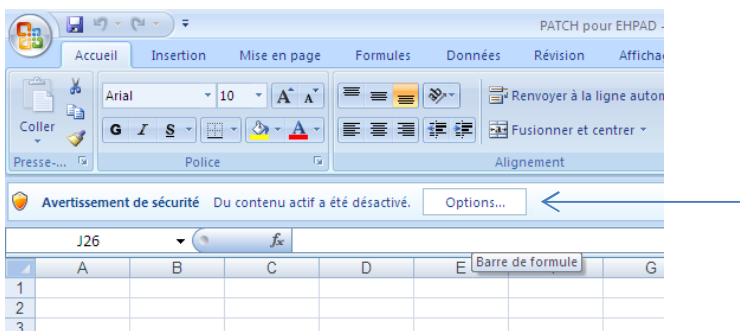 PATCH pour EHPAD -
Accueil Insertion Mise en page Formules Données Révision Afficha
Arial 10 A A
Renvoyer à la ligne autom
Coller
G I S A
Fusionner et centrer
Presse-... Police Alignement
Avertissement de sécurité Du contenu actif a été désactivé. Options...
J26 fx
Barre de formule
A B C D E G
1
2
3